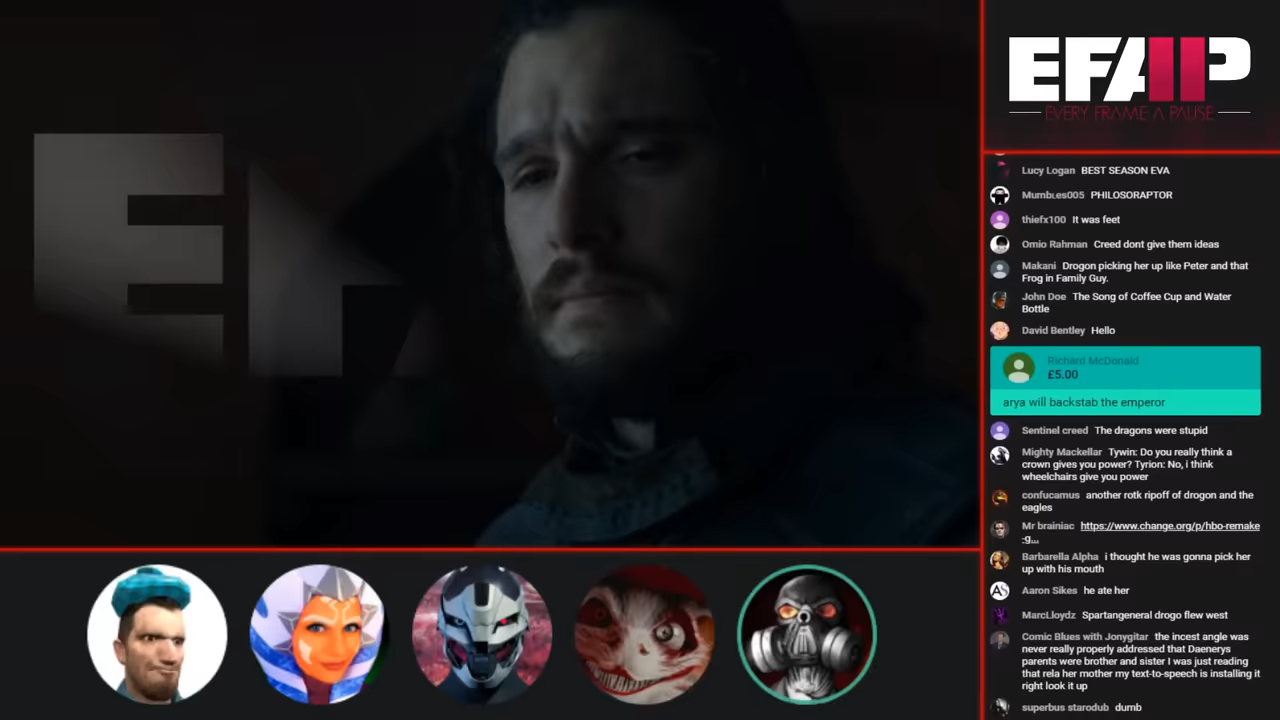 EF
EFAP
EVERY FRAME A PAUSE
Lucy Logan BEST SEASON EVA
Mumbles005 PHILOSORAPTOR
thiefx100 It was feet
Omio Rahman Creed dont give them ideas
Makani Drogon picking her up like Peter and that
Frog in Family Guy.
John Doe The Song of Coffee Cup and Water
Bottle
David Bentley Hello
Richard McDonald
£5.00
arya will backstab the emperor
Sentinel creed The dragons were stupid
Mighty Mackellar Tywin: Do you really think a
crown gives you power? Tyrion: No, i think
wheelchairs give you power
confucamus another rotk ripoff of drogon and the
eagles
Mr brainiac https://www.change.org/p/hbo-remake
-g...
Barbarella Alpha i thought he was gonna pick her
up with his mouth
AS
Aaron Sikes he ate her
MarcLloydz Spartangeneral drogo flew west
Comic Blues with Jonygitar the incest angle was
never really properly addressed that Daenerys
parents were brother and sister I was just reading
that rela her mother my text-to-speech is installing it
right look it up
superbus starodub dumb